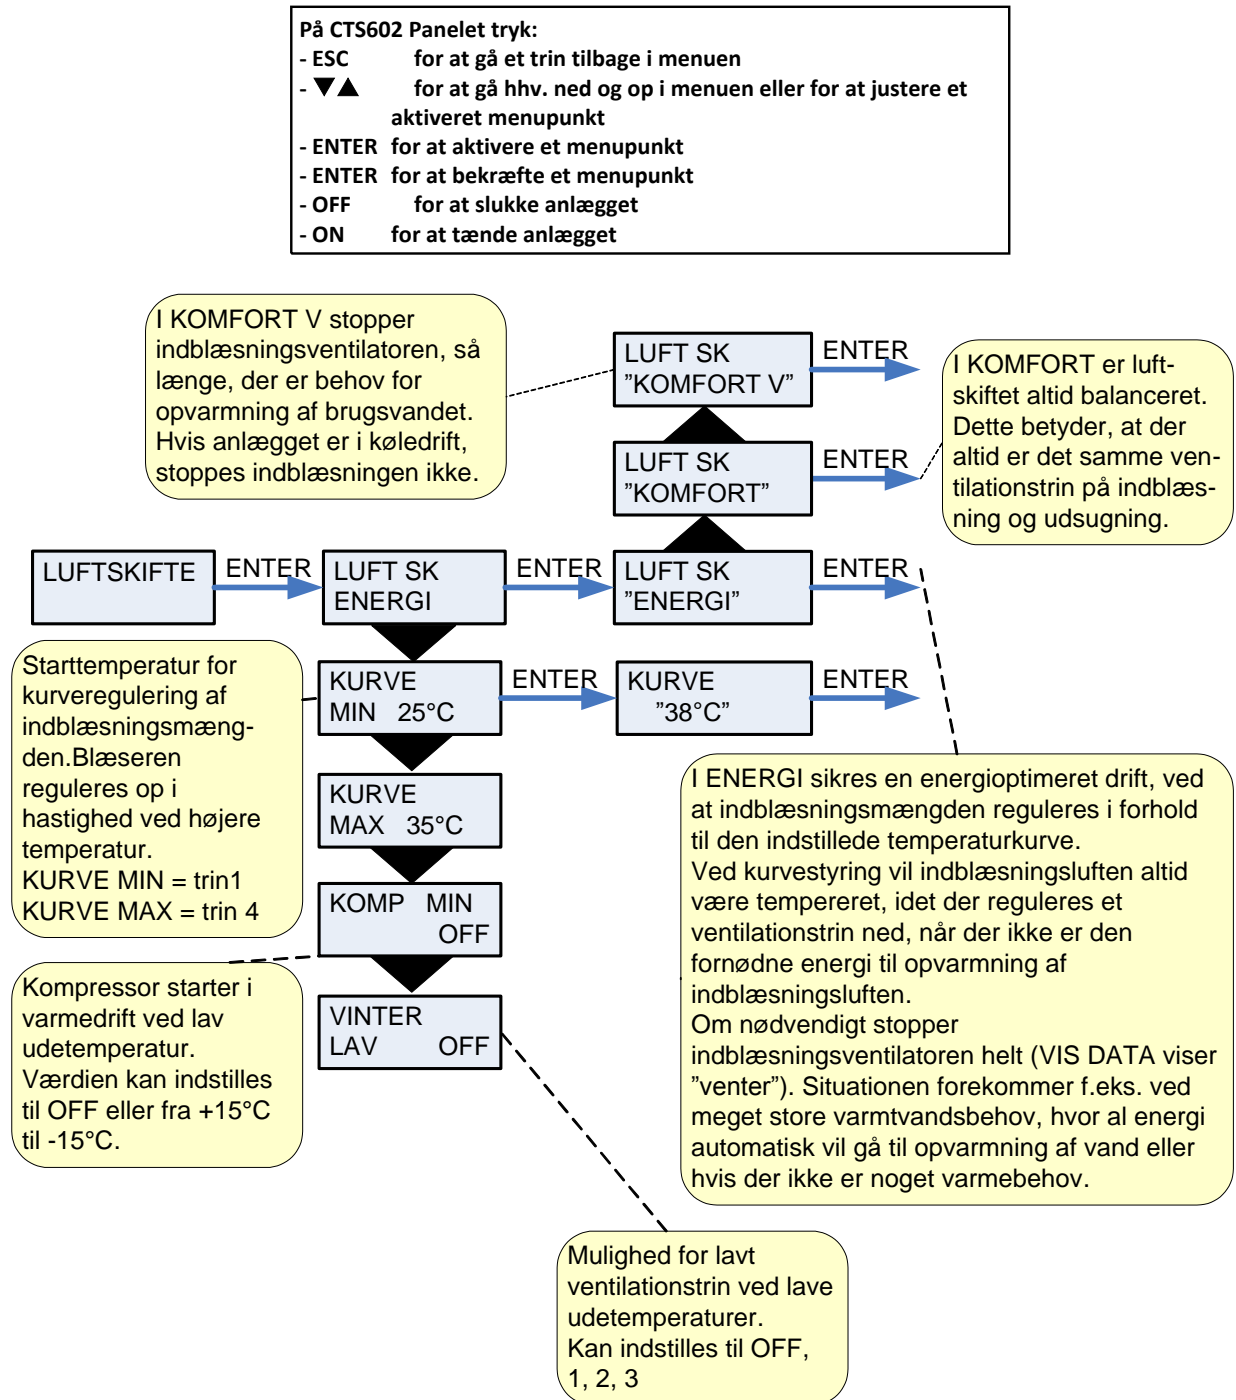 På CTS602 Panelet tryk:
- ESC for at gå et trin tilbage i menuen
- ▼▲ for at gå hhv. ned og op i menuen eller for at justere et
aktiveret menupunkt
- ENTER for at aktivere et menupunkt
- ENTER for at bekræfte et menupunkt
- OFF for at slukke anlægget
- ON for at tænde anlægget
I KOMFORT V stopper
indblæsningsventilatoren, så
længe, der er behov for
opvarmning af brugsvandet.
Hvis anlægget er i køledrift,
stoppes indblæsningen ikke.
LUFT SK
"KOMFORT V"
ENTER
I KOMFORT er luft-
skiftet altid balanceret.
Dette betyder, at der
altid er det samme ven-
tilationstrin på indblæs-
ning og udsugning.
LUFT SK
"KOMFORT"
ENTER
LUFTSKIFTE
ENTER
LUFT SK
ENERGI
ENTER
LUFT SK
"ENERGI"
ENTER
Starttemperatur for
kurveregulering af
indblæsningsmæng-
den.Blæseren
reguleres op i
hastighed ved højere
temperatur.
KURVE MIN = trin1
KURVE MAX = trin 4
KURVE
MIN 25°C
ENTER
KURVE
"38°C"
ENTER
KURVE
MAX 35°C
KOMP MIN
OFF
VINTER
LAV OFF
I ENERGI sikres en energioptimeret drift, ved
at indblæsningsmængden reguleres i forhold
til den indstillede temperaturkurve.
Ved kurvestyring vil indblæsningsluften altid
være tempereret, idet der reguleres et
ventilationstrin ned, når der ikke er den
fornødne energi til opvarmning af
indblæsningsluften.
Om nødvendigt stopper
indblæsningsventilatoren helt (VIS DATA viser
"venter"). Situationen forekommer f.eks. ved
meget store varmtvandsbehov, hvor al energi
automatisk vil gå til opvarmning af vand eller
hvis der ikke er noget varmebehov.
Kompressor starter i
varmedrift ved lav
udetemperatur.
Værdien kan indstilles
til OFF eller fra +15°C
til -15°C.
Mulighed for lavt
ventilationstrin ved lave
udetemperaturer.
Kan indstilles til OFF,
1, 2, 3